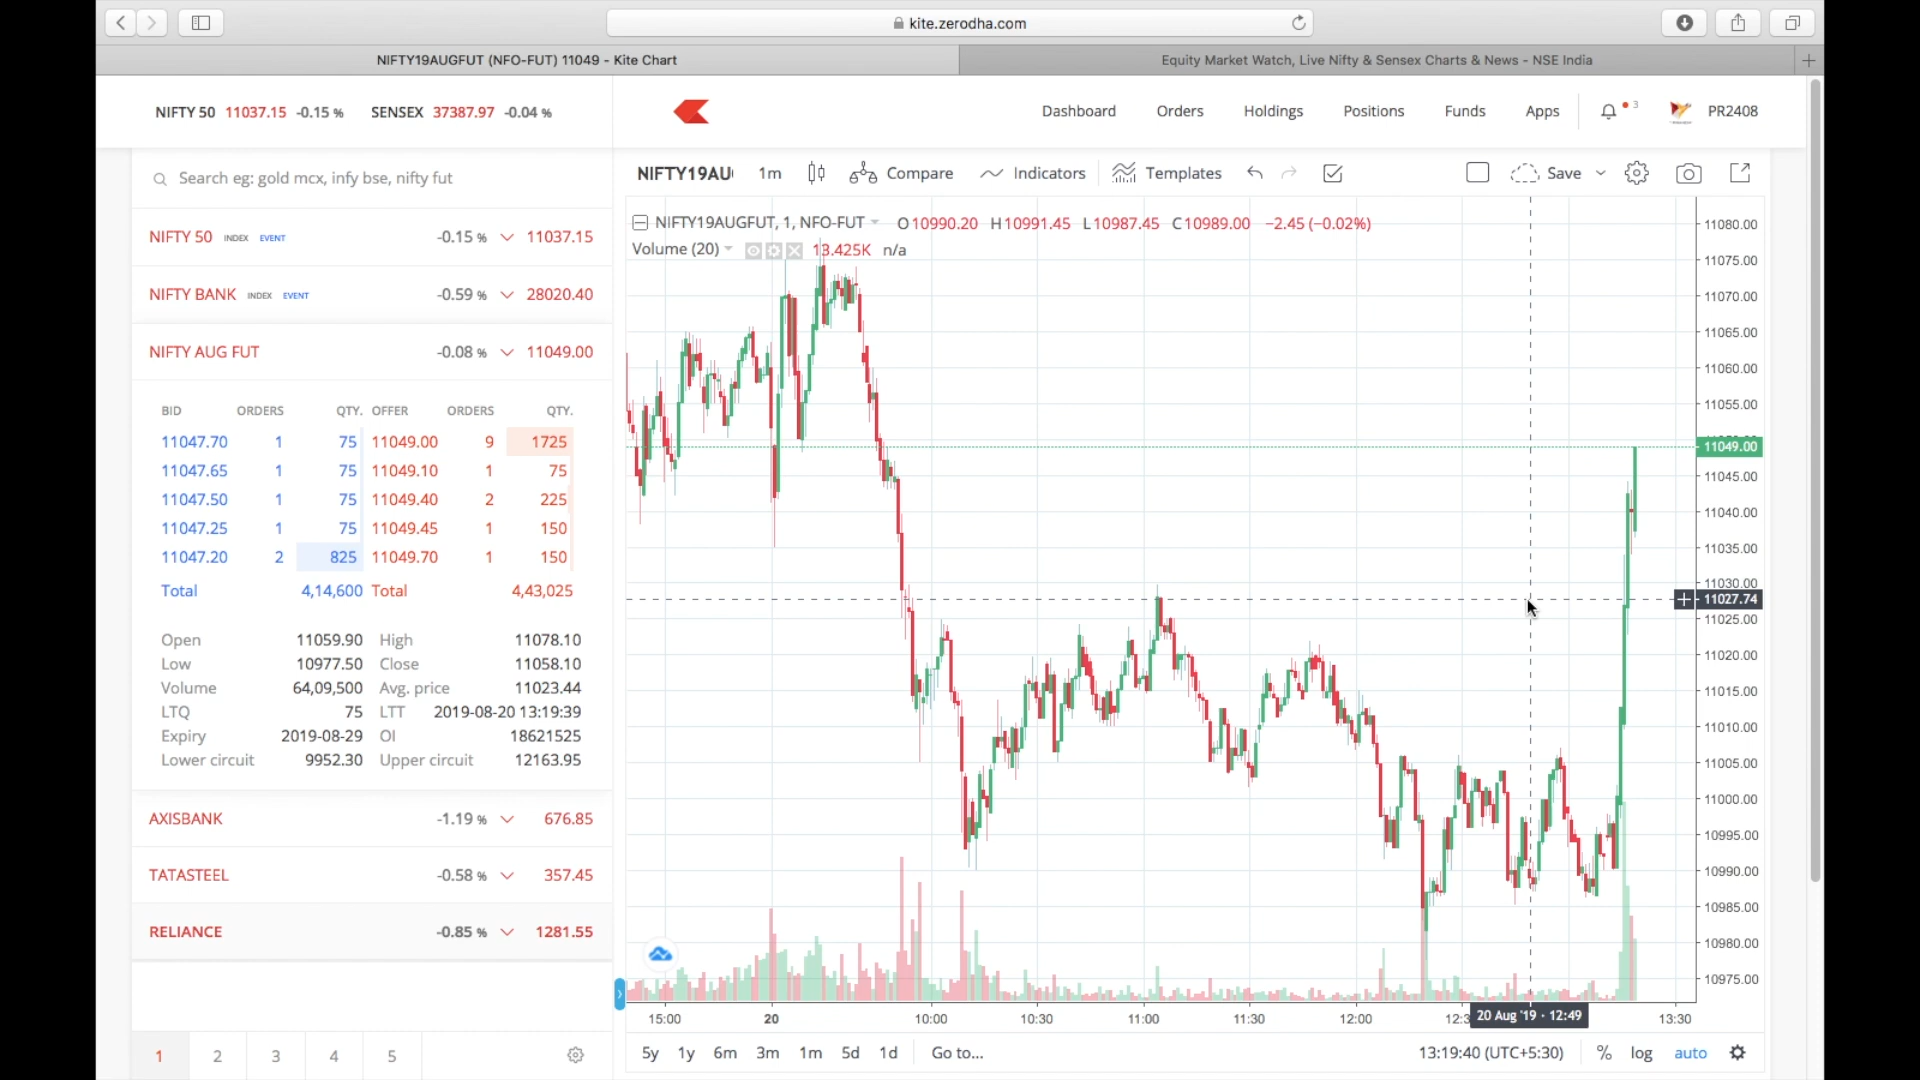 kite.zerodha.com
NIFTY19AUGFUT (NFO-FUT) 11049 - Kite Chart
Equity Market Watch, Live Nifty & Sensex Charts & News - NSE India
NIFTY 50 11037.15 -0.15 % SENSEX 37387.97 -0.04 %
Dashboard Orders Holdings Positions Funds Apps 3 PR2408
Search eg: gold mcx, infy bse, nifty fut
NIFTY 50 INDEX EVENT -0.15 % 11037.15
NIFTY BANK INDEX EVENT -0.59 % 28020.40
NIFTY AUG FUT -0.08 % 11049.00
BID ORDERS QTY. OFFER ORDERS QTY.
11047.70 1 75 11049.00 9 1725
11047.65 1 75 11049.10 1 75
11047.50 1 75 11049.40 2 225
11047.25 1 75 11049.45 1 150
11047.20 2 825 11049.70 1 150
Total 4,14,600 Total 4,43,025
Open 11059.90 High 11078.10
Low 10977.50 Close 11058.10
Volume 64,09,500 Avg. price 11023.44
LTQ 75 LTT 2019-08-20 13:19:39
Expiry 2019-08-29 OI 18621525
Lower circuit 9952.30 Upper circuit 12163.95
AXISBANK -1.19 % 676.85
TATASTEEL -0.58 % 357.45
RELIANCE -0.85 % 1281.55
1 2 3 4 5
NIFTY19AU 1m Compare Indicators Templates Save
NIFTY19AUGFUT, 1, NFO-FUT O10990.20 H10991.45 L10987.45 C10989.00 −2.45 (−0.02%)
Volume (20) 13.425K n/a
11080.00
11075.00
11070.00
11065.00
11060.00
11055.00
11049.00
11045.00
11040.00
11035.00
11030.00
11027.74
11025.00
11020.00
11015.00
11010.00
11005.00
11000.00
10995.00
10990.00
10985.00
10980.00
10975.00
15:00 20 10:00 10:30 11:00 11:30 12:00 12:3 20 Aug '19 · 12:49 13:30
5y 1y 6m 3m 1m 5d 1d Go to... 13:19:40 (UTC+5:30) % log auto